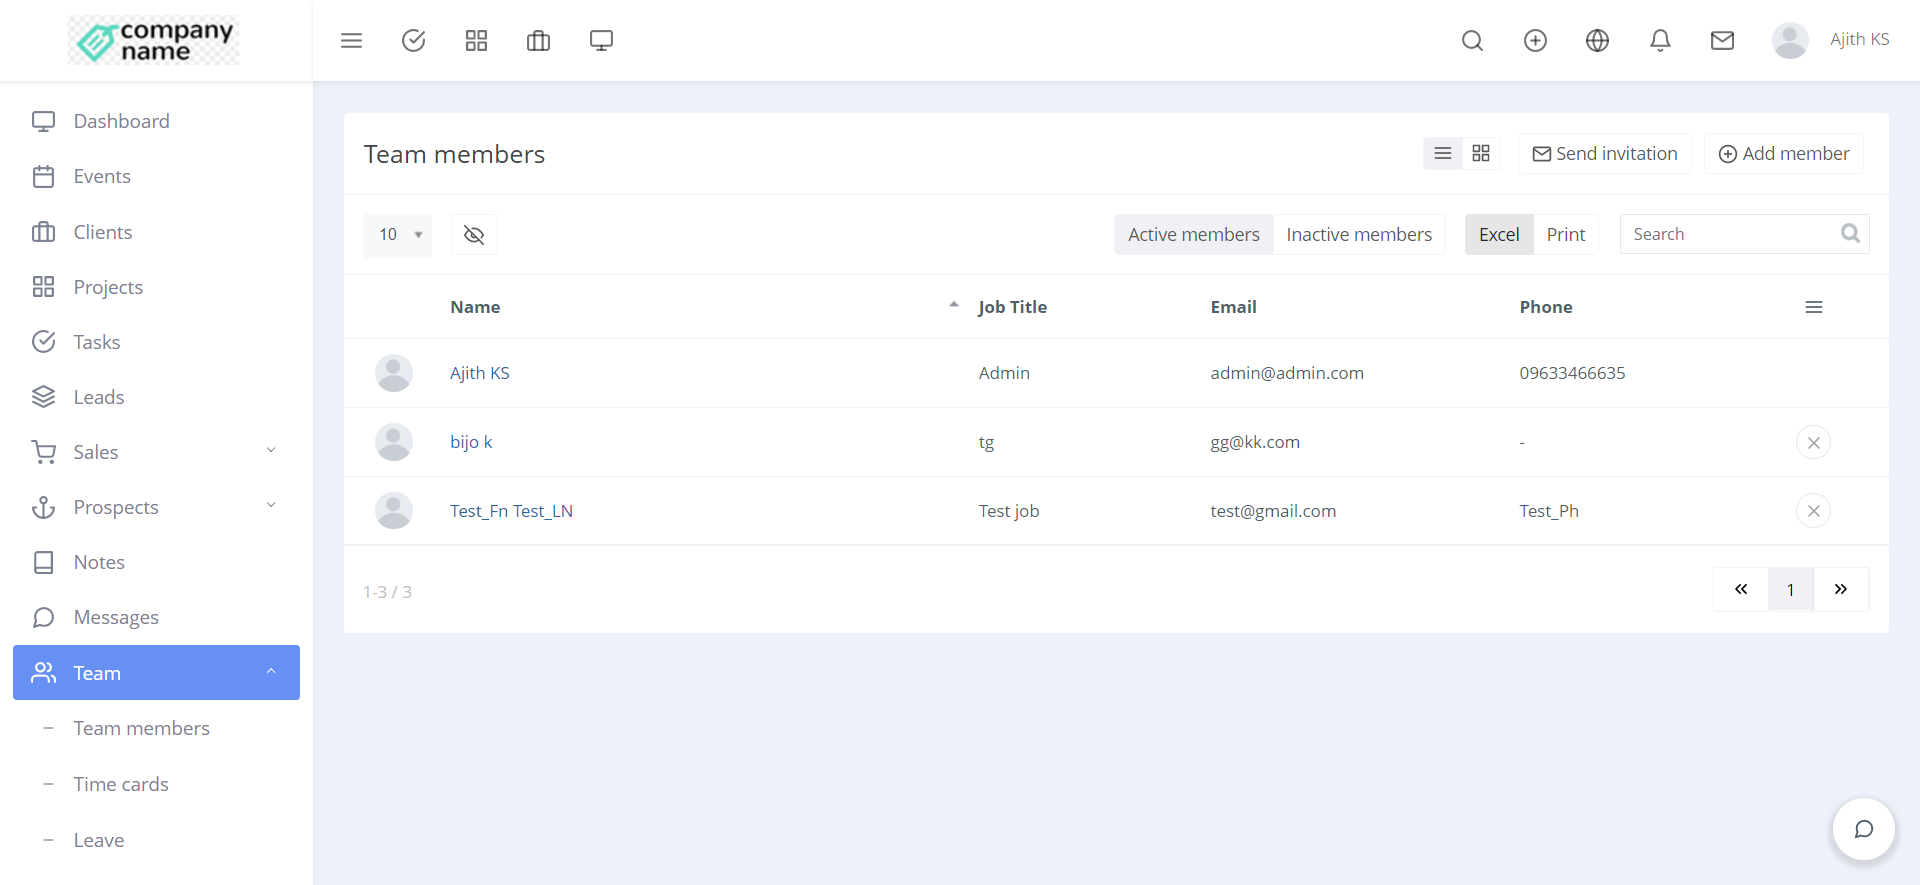 company
name
Ajith KS
Dashboard
Events
Clients
Projects
Tasks
Leads
Sales
Prospects
Notes
Messages
Team
Team members
Time cards
Leave
Team members
Send invitation
Add member
10
Active members
Inactive members
Excel
Print
Search
Name Job Title Email Phone
Ajith KS Admin admin@admin.com 09633466635
bijo k tg gg@kk.com -
Test_Fn Test_LN Test job test@gmail.com Test_Ph
1-3 / 3
« 1 »